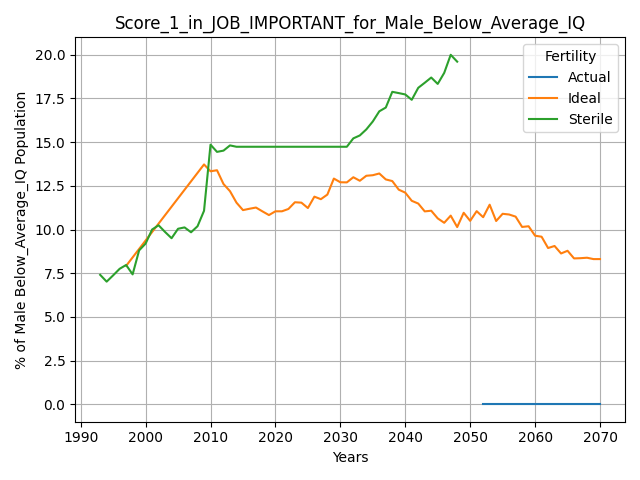 Score_1_in_JOB_IMPORTANT_for_Male_Below_Average_IQ
% of Male Below_Average_IQ Population
20.0
17.5
15.0
12.5
10.0
7.5
5.0
2.5
0.0
Fertility
Actual
Ideal
Sterile
1990 2000 2010 2020 2030 2040 2050 2060 2070
Years